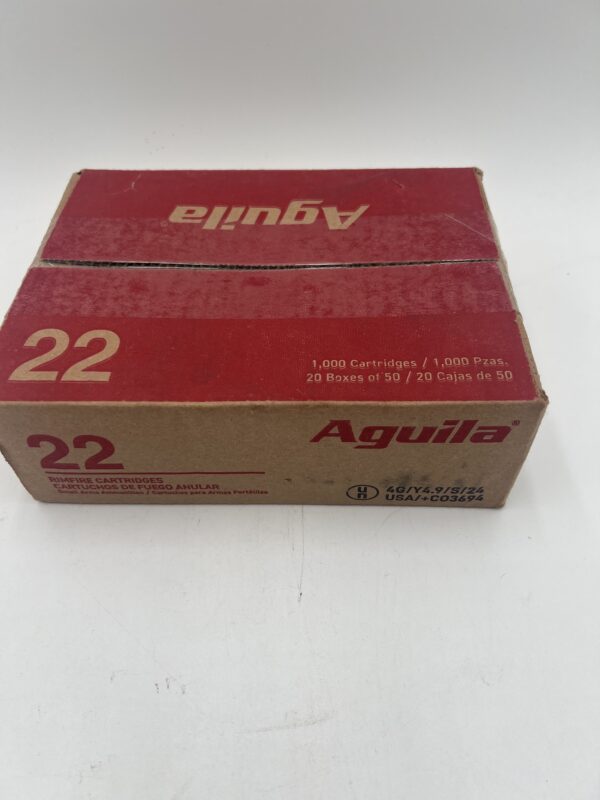 Aguila
22
1,000 Cartridges / 1,000 Pzas.
20 Boxes of 50 / 20 Cajas de 50
Aguila®
22
RIMFIRE CARTRIDGES
CARTUCHOS DE FUEGO ANULAR
Small Arms Ammunition / Cartuchos para Armas Portátiles
un 4G/Y4.9/S/24
USA/+CO3694